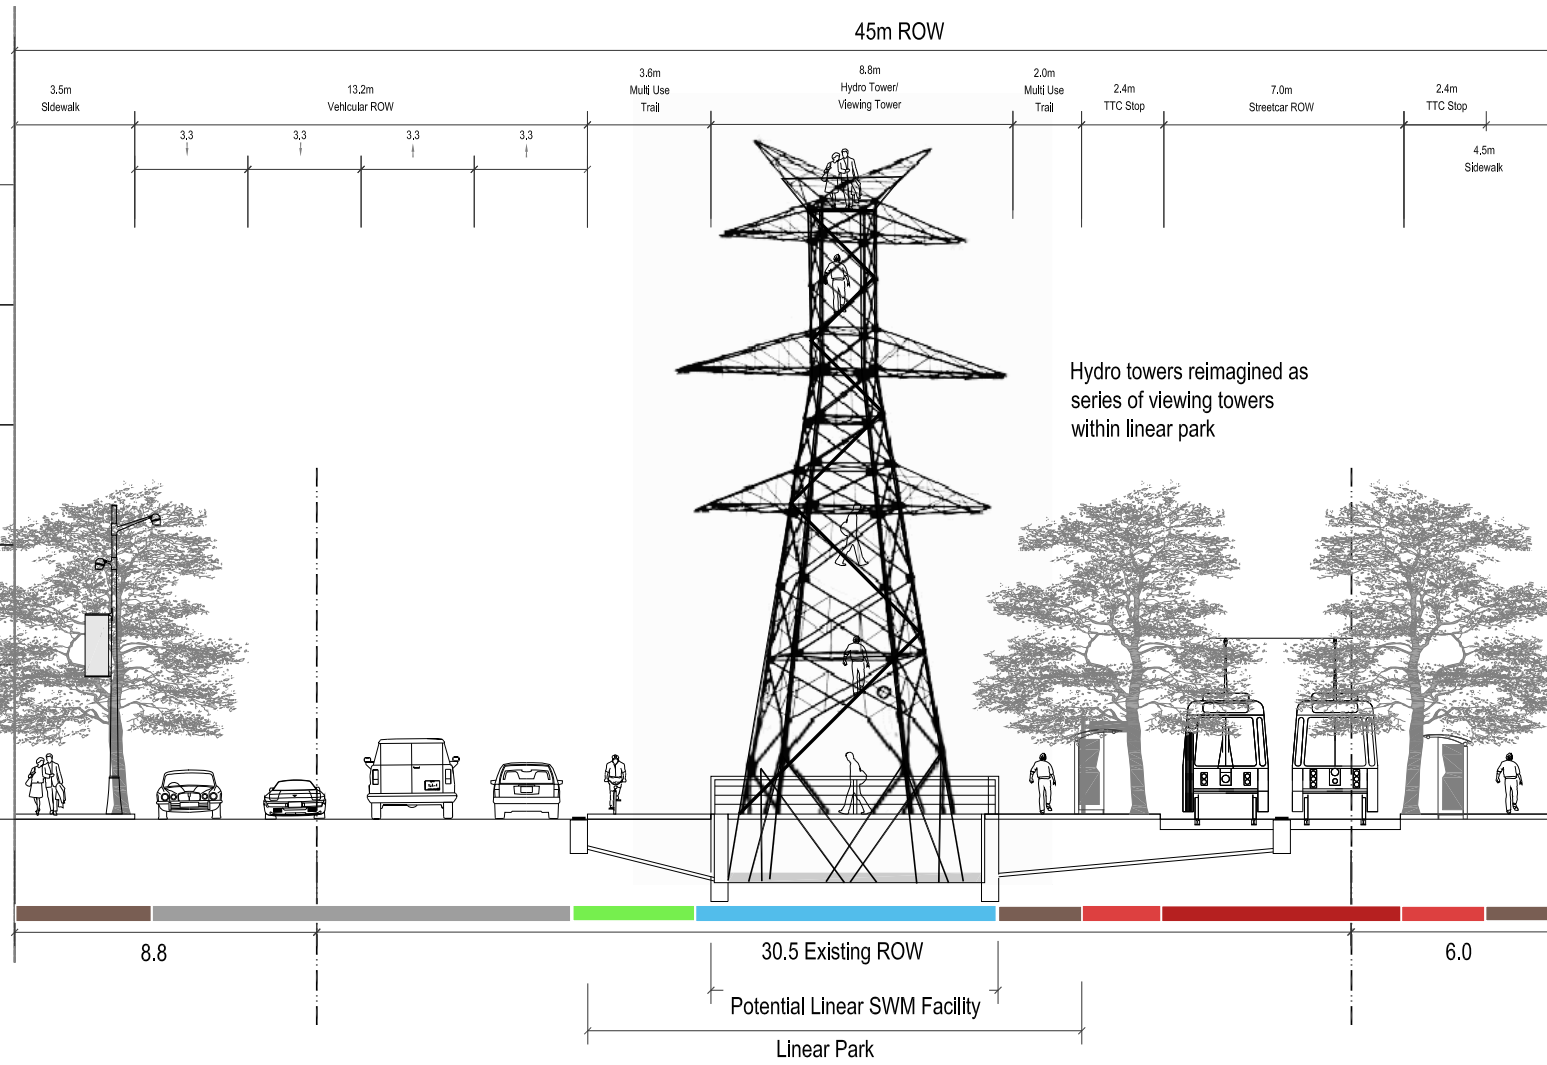 45m ROW
3.5m
Sidewalk
13.2m
Vehicular ROW
3.6m
Multi Use
Trail
8.8m
Hydro Tower/
Viewing Tower
2.0m
Multi Use
Trail
2.4m
TTC Stop
7.0m
Streetcar ROW
2.4m
TTC Stop
4.5m
Sidewalk
3.3
3.3
3.3
3.3
Hydro towers reimagined as
series of viewing towers
within linear park
8.8
30.5 Existing ROW
6.0
Potential Linear SWM Facility
Linear Park